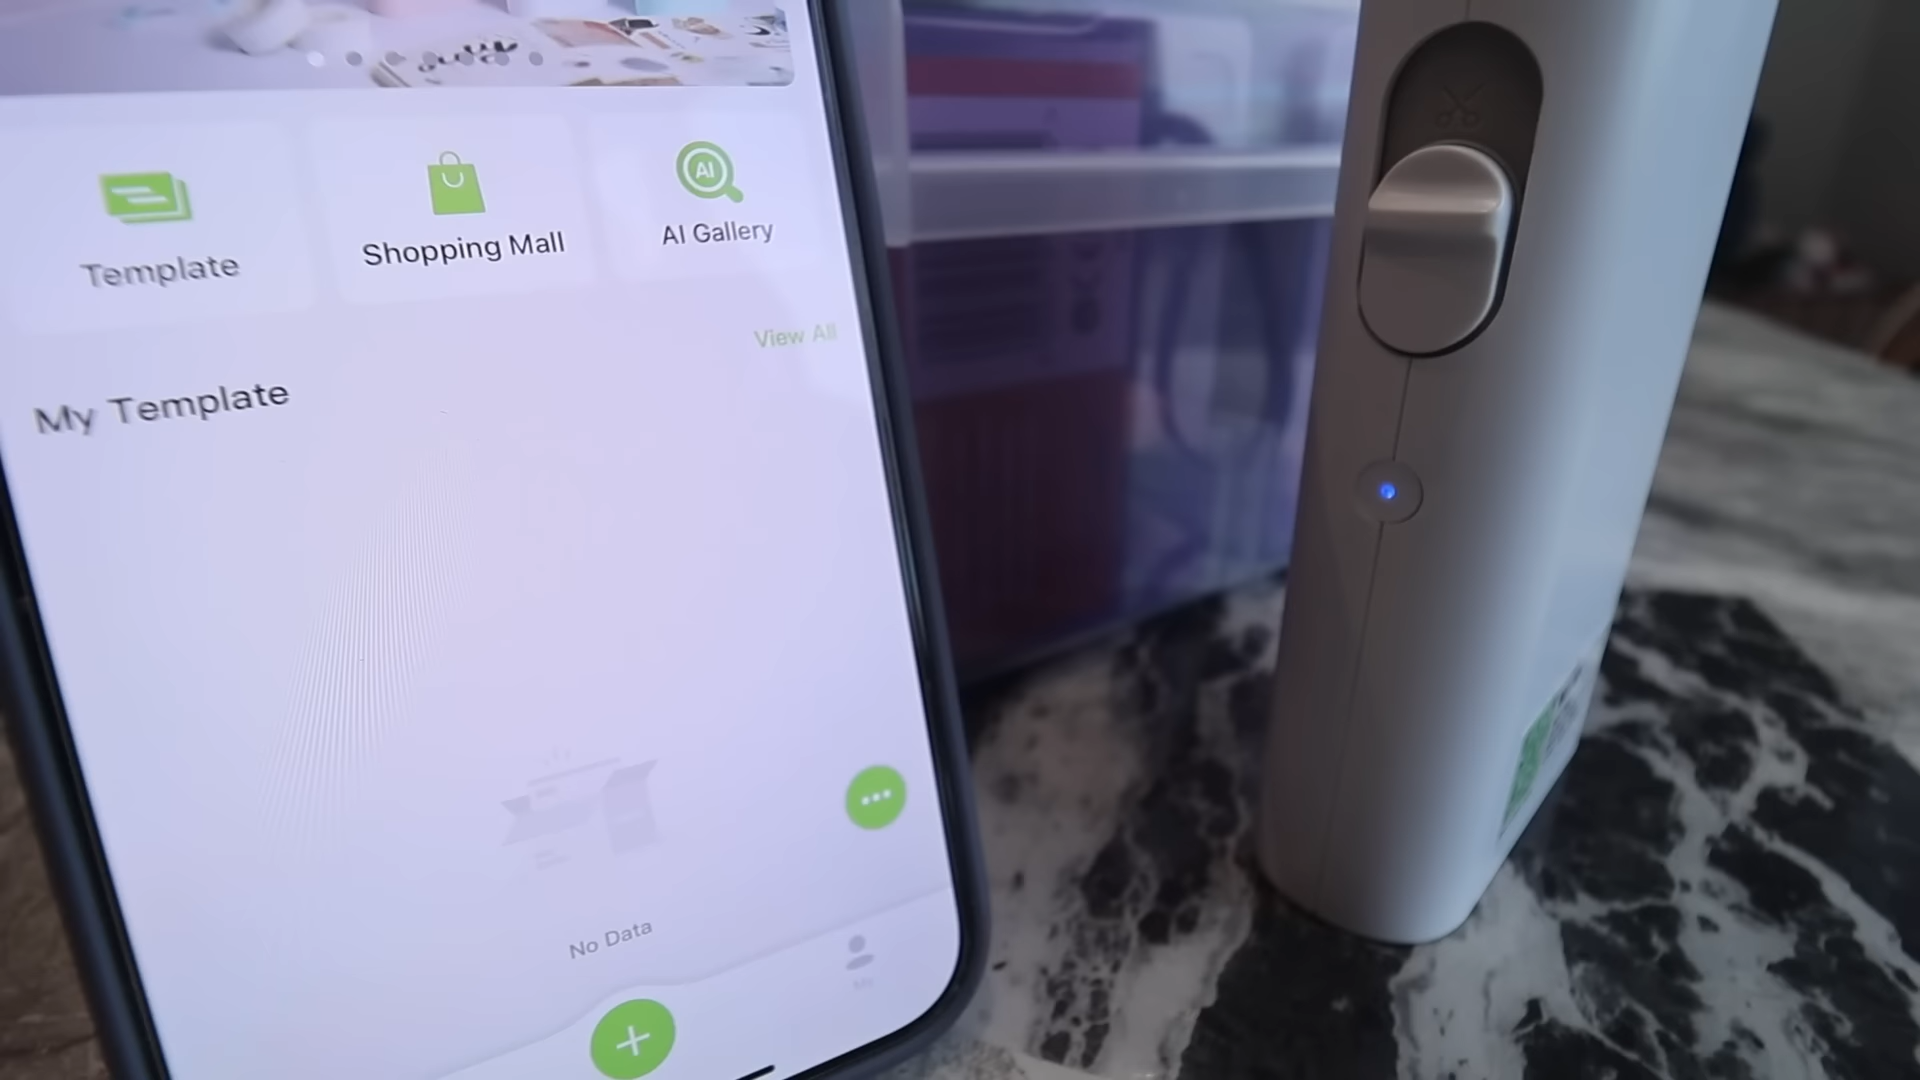 Template
Shopping Mall
AI
AI Gallery
View All
My Template
No Data